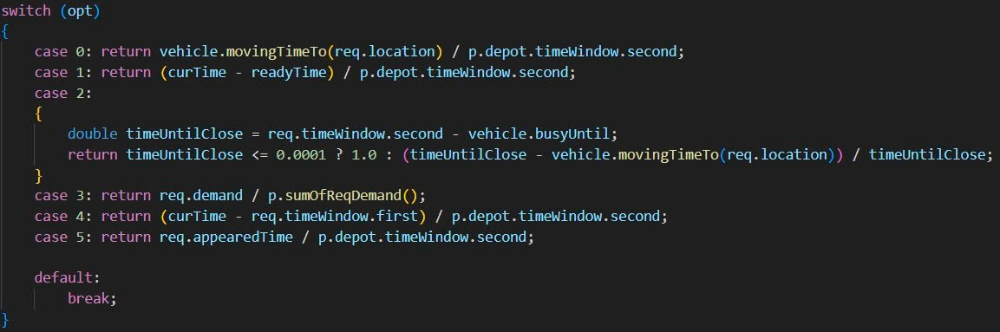 switch (opt)
{
    case 0: return vehicle.movingTimeTo(req.location) / p.depot.timeWindow.second;
    case 1: return (curTime - readyTime) / p.depot.timeWindow.second;
    case 2:
    {
        double timeUntilClose = req.timeWindow.second - vehicle.busyUntil;
        return timeUntilClose <= 0.0001 ? 1.0 : (timeUntilClose - vehicle.movingTimeTo(req.location)) / timeUntilClose;
    }
    case 3: return req.demand / p.sumOfReqDemand();
    case 4: return (curTime - req.timeWindow.first) / p.depot.timeWindow.second;
    case 5: return req.appearedTime / p.depot.timeWindow.second;

    default:
        break;
}